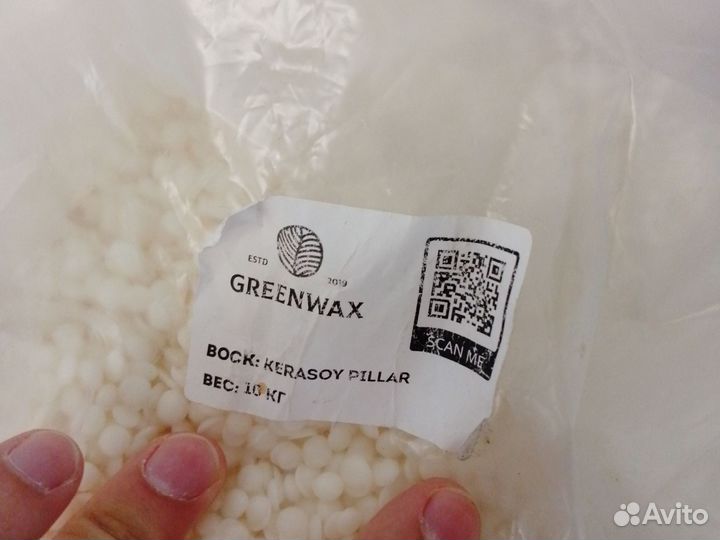 ESTD 2019
GREENWAX
ВОСК: KERASOY PILLAR
ВЕС: 10 КГ
SCAN ME
Avito